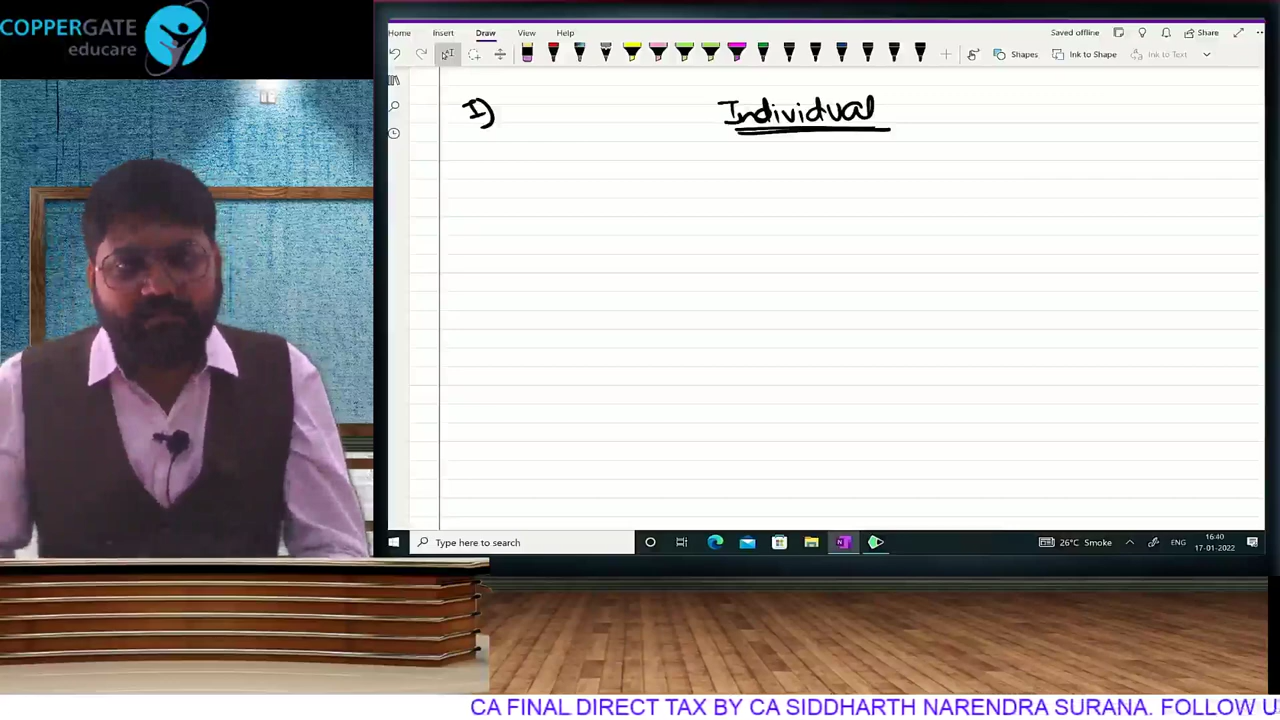 COPPERGATE
educare
Home Insert Draw View Help
Saved offline
Share
Shapes
Ink to Shape
Ink to Text
I) Individual
Type here to search
26°C Smoke
ENG
16:40
17-01-2022
CA FINAL DIRECT TAX BY CA SIDDHARTH NARENDRA SURANA. FOLLOW U